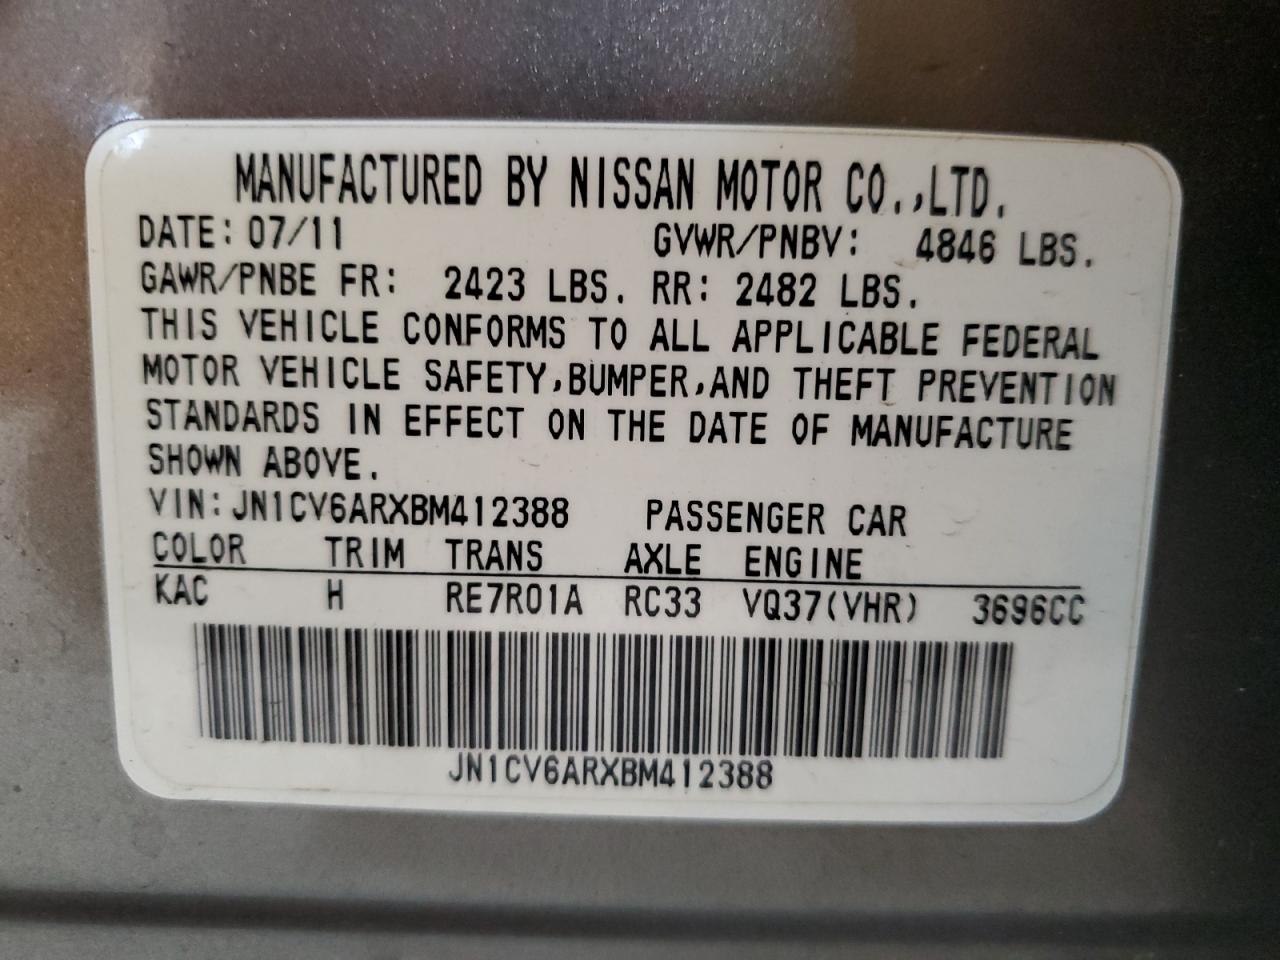 MANUFACTURED BY NISSAN MOTOR CO.,LTD.
DATE: 07/11 GVWR/PNBV: 4846 LBS.
GAWR/PNBE FR: 2423 LBS. RR: 2482 LBS.
THIS VEHICLE CONFORMS TO ALL APPLICABLE FEDERAL
MOTOR VEHICLE SAFETY,BUMPER,AND THEFT PREVENTION
STANDARDS IN EFFECT ON THE DATE OF MANUFACTURE
SHOWN ABOVE.
VIN:JN1CV6ARXBM412388 PASSENGER CAR
COLOR TRIM TRANS AXLE ENGINE
KAC H RE7R01A RC33 VQ37(VHR) 3696CC
JN1CV6ARXBM412388